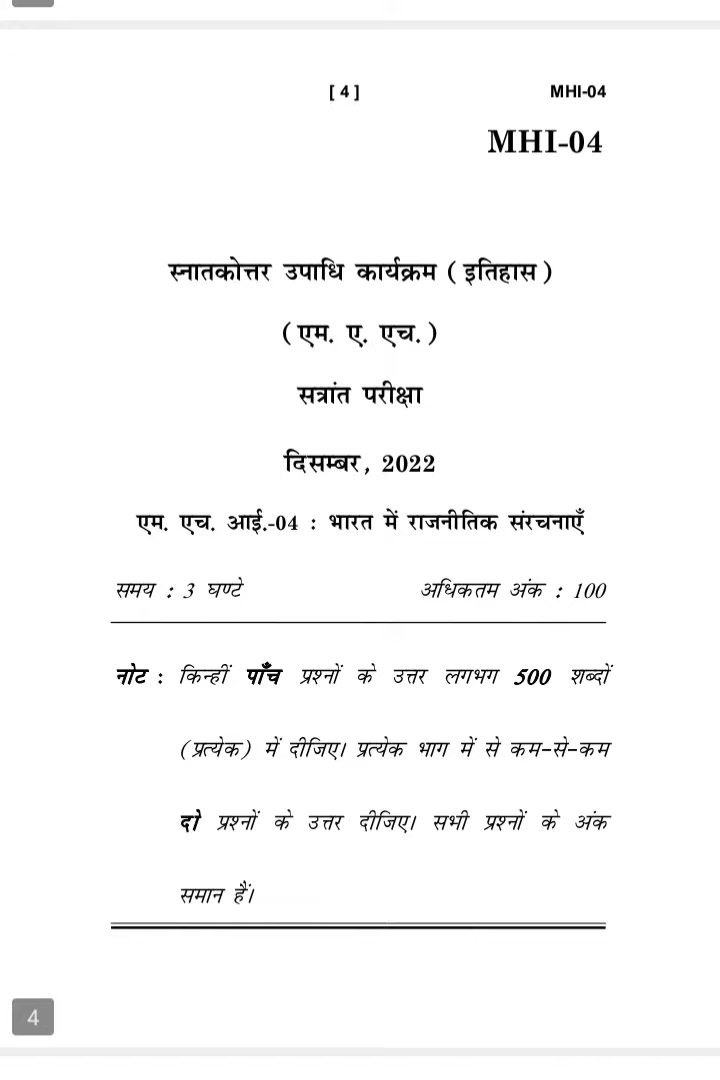 [ 4 ] MHI-04
MHI-04
स्नातकोत्तर उपाधि कार्यक्रम ( इतिहास )
( एम. ए. एच. )
सत्रांत परीक्षा
दिसम्बर, 2022
एम. एच. आई.-04 : भारत में राजनीतिक संरचनाएँ
समय : 3 घण्टे अधिकतम अंक : 100
नोट : किन्हीं पाँच प्रश्नों के उत्तर लगभग 500 शब्दों
(प्रत्येक) में दीजिए। प्रत्येक भाग में से कम-से-कम
दो प्रश्नों के उत्तर दीजिए। सभी प्रश्नों के अंक
समान हैं।
4